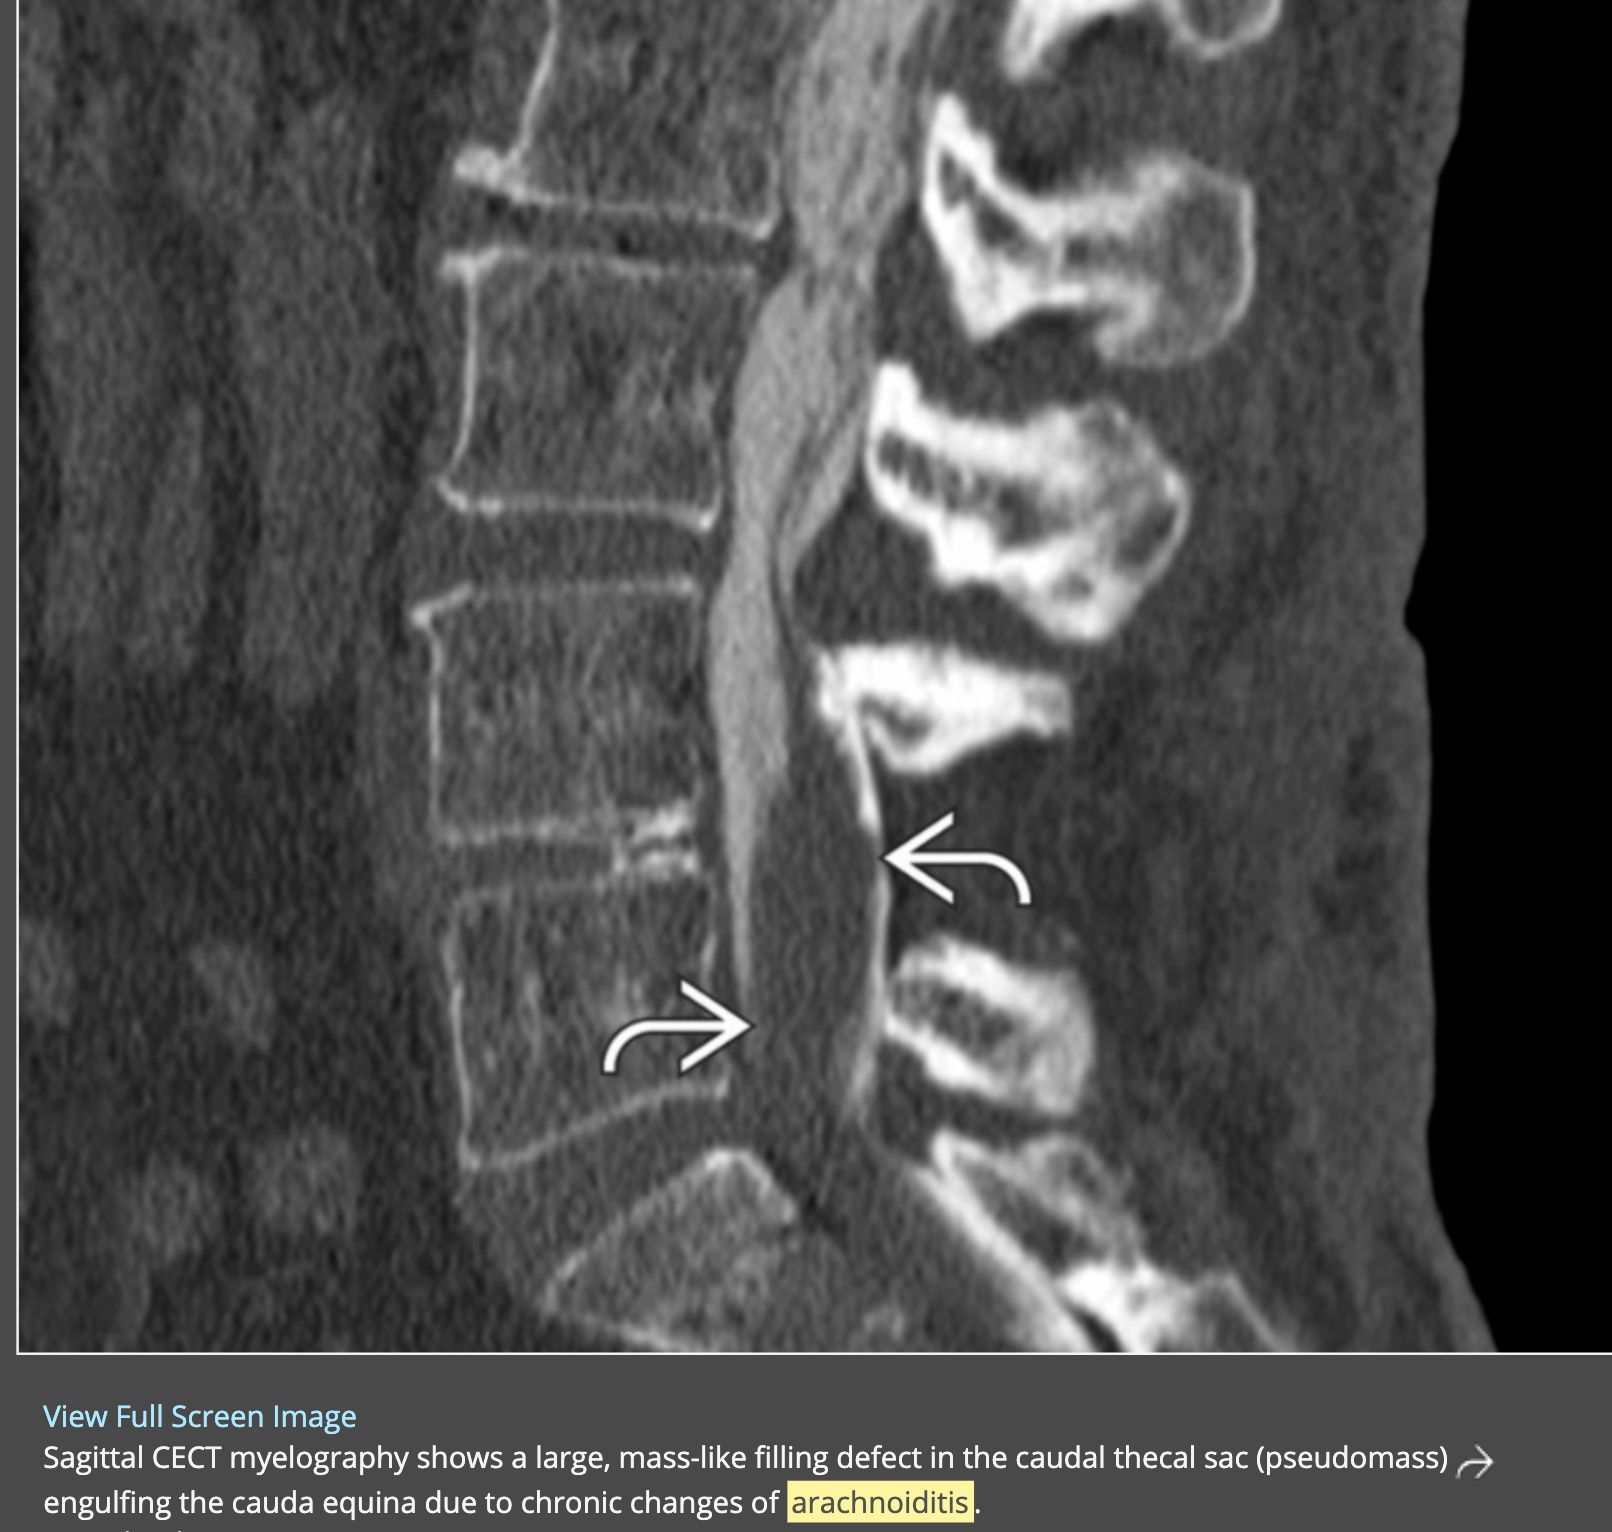 View Full Screen Image
Sagittal CECT myelography shows a large, mass-like filling defect in the caudal thecal sac (pseudomass)
engulfing the cauda equina due to chronic changes of arachnoiditis.